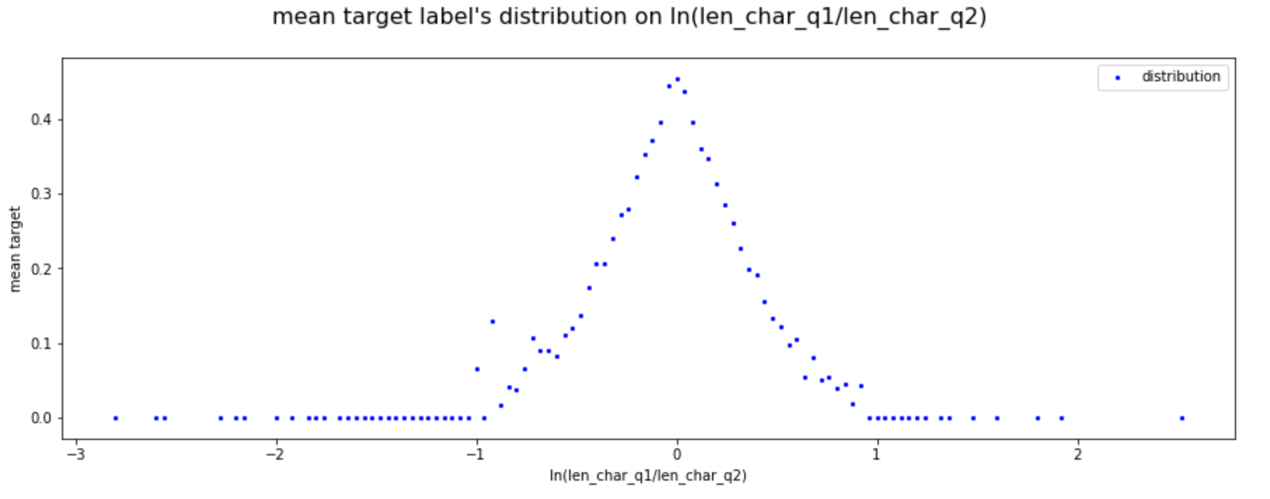 mean target label's distribution on ln(len_char_q1/len_char_q2)
distribution
mean target
0.4
0.3
0.2
0.1
0.0
−3 −2 −1 0 1 2
ln(len_char_q1/len_char_q2)